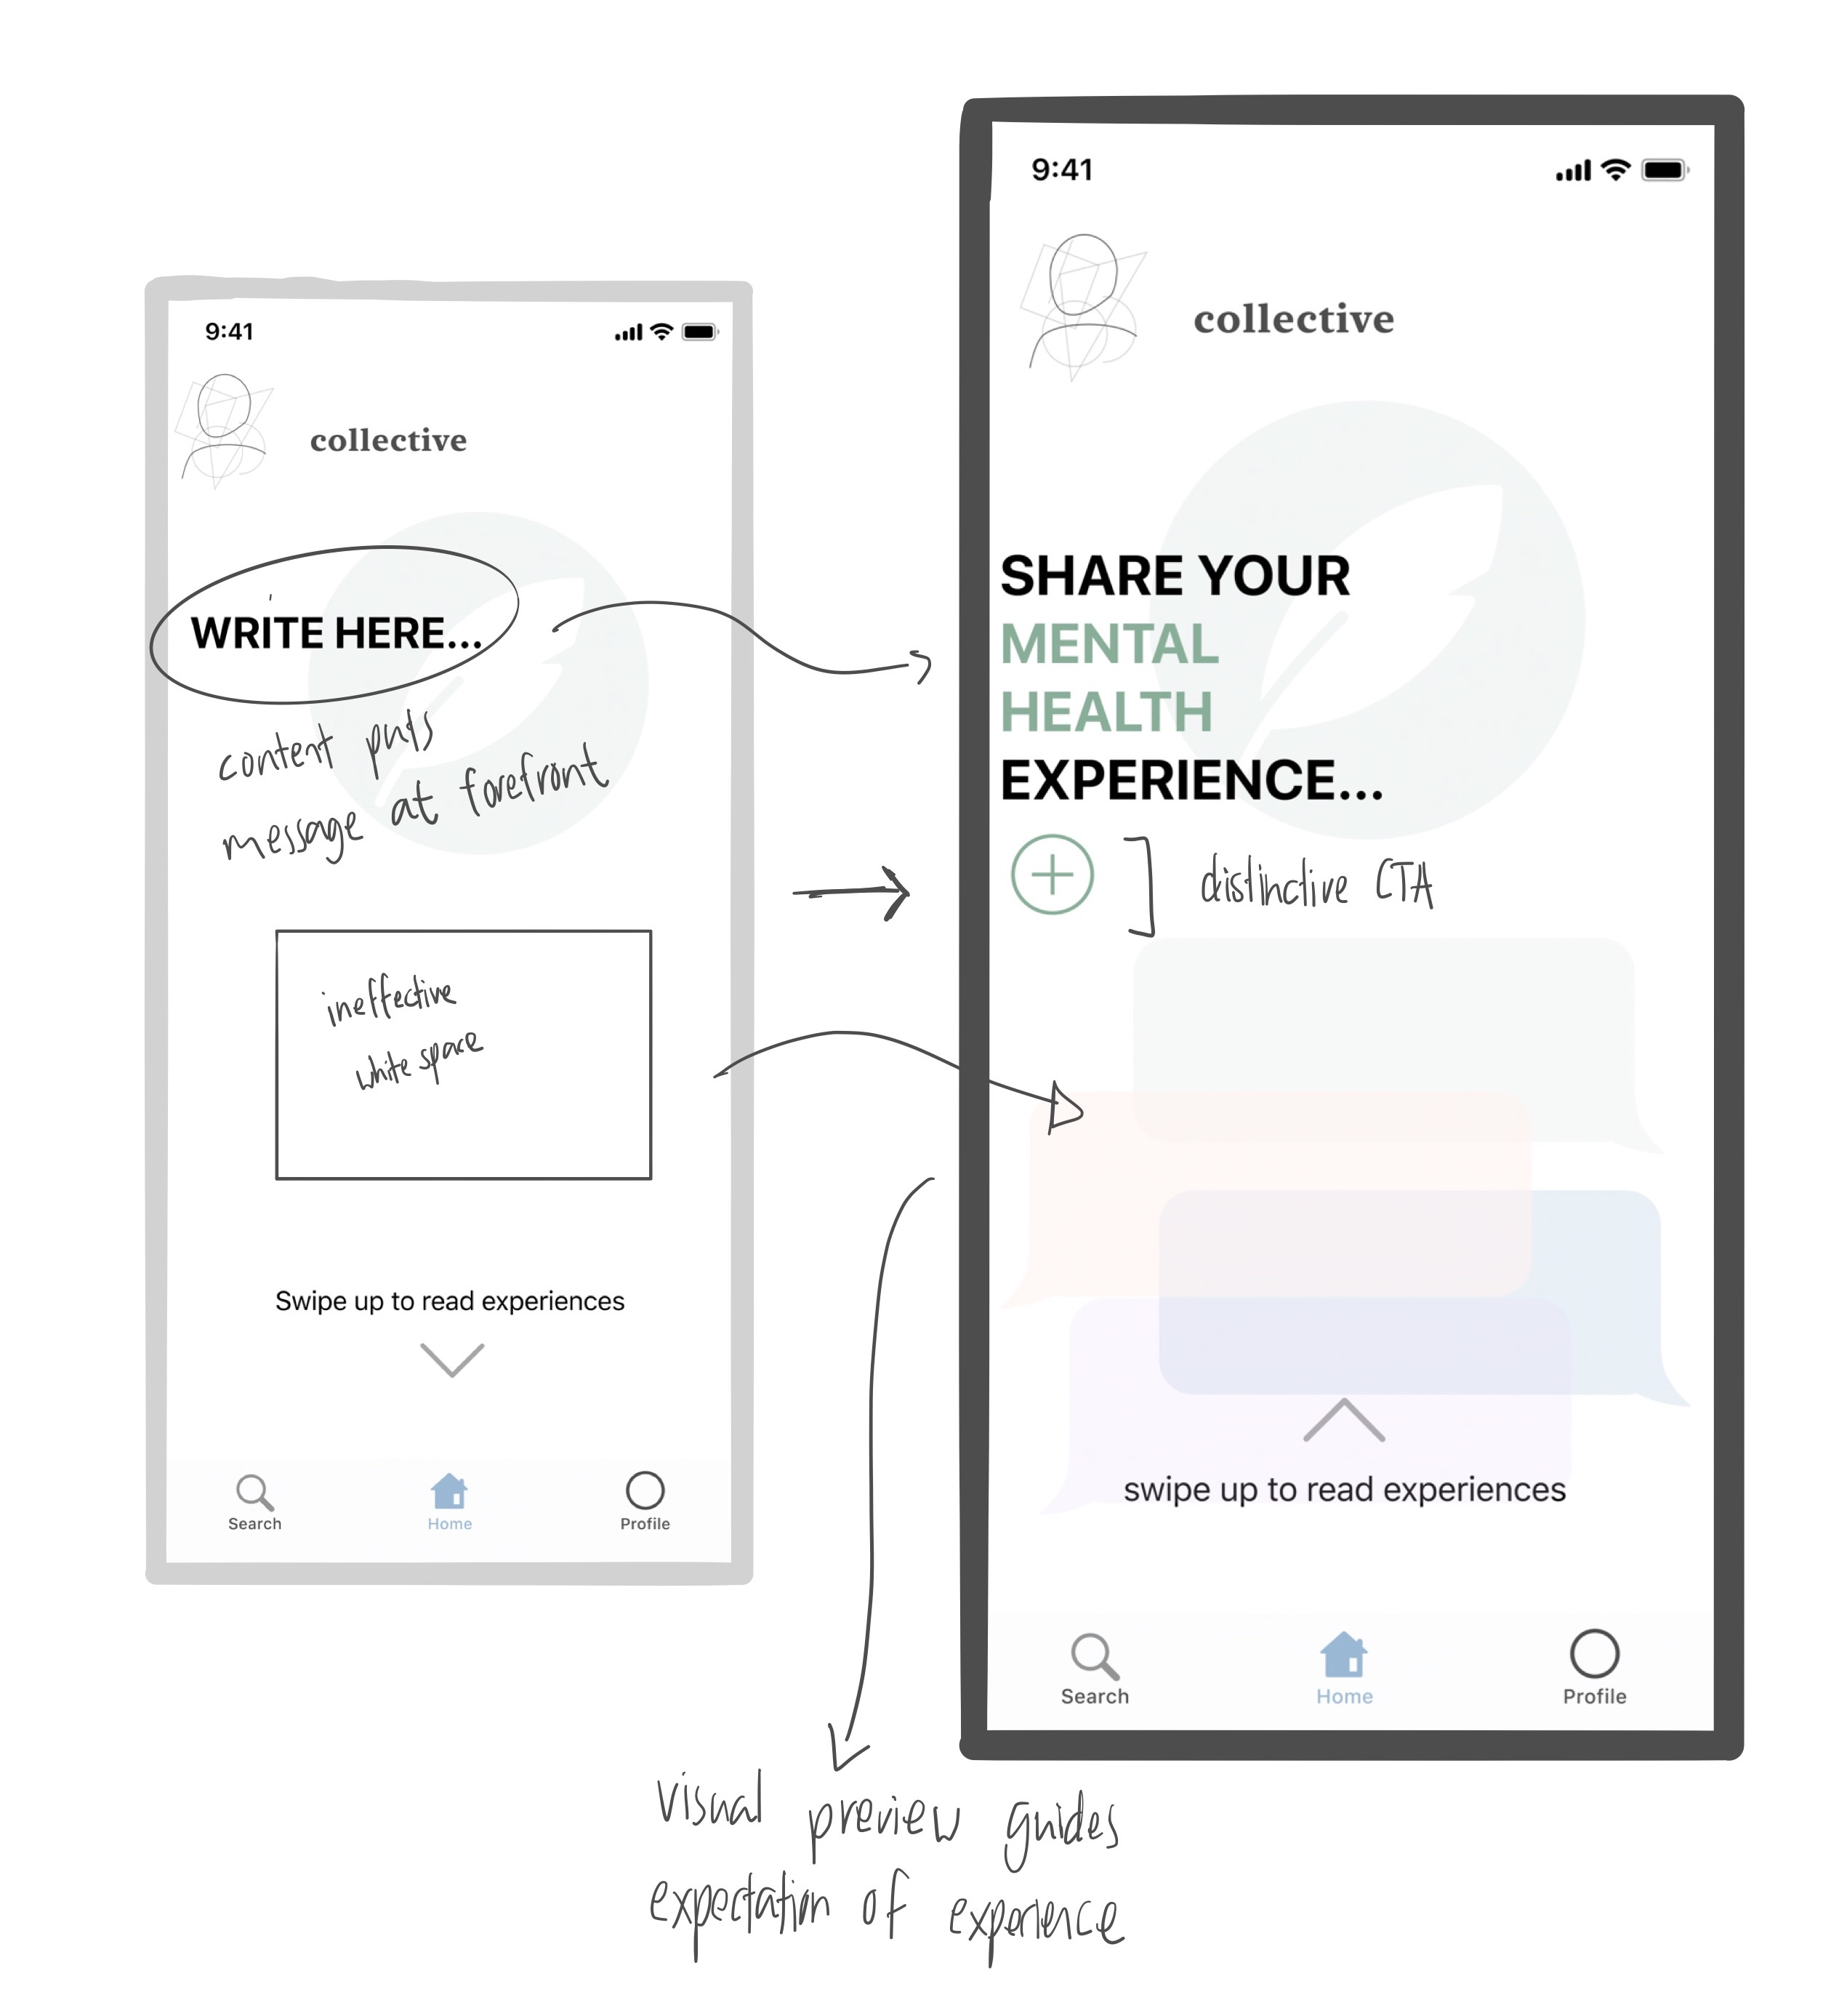 9:41
collective
WRITE HERE...
content puts
message at forefront
ineffective
white space
Swipe up to read experiences
Search
Home
Profile
9:41
collective
SHARE YOUR
MENTAL
HEALTH
EXPERIENCE...
distinctive CTA
swipe up to read experiences
Search
Home
Profile
visual preview guides
expectation of experience